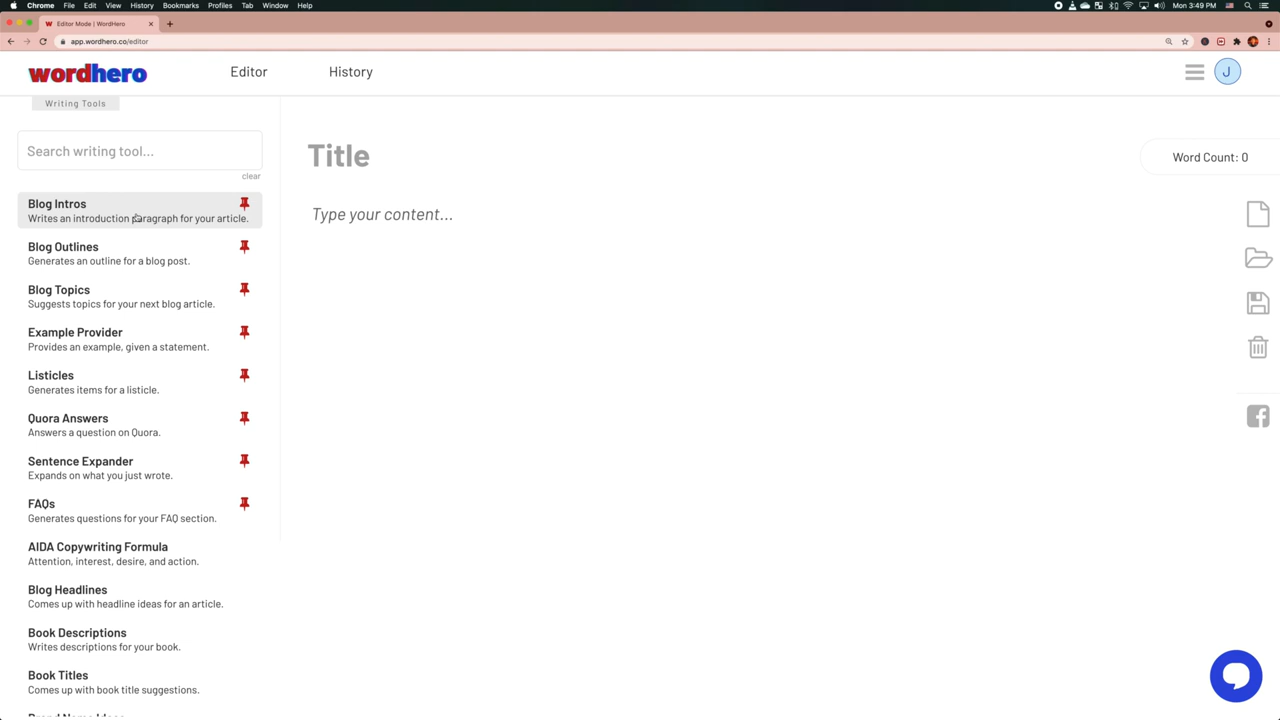 Chrome File Edit View History Bookmarks Profiles Tab Window Help Mon 3:49 PM
Editor Mode | WordHero
app.wordhero.co/editor
wordhero Editor History J
Writing Tools
Search writing tool...
clear
Title
Word Count: 0
Type your content...
Blog Intros
Writes an introduction paragraph for your article.
Blog Outlines
Generates an outline for a blog post.
Blog Topics
Suggests topics for your next blog article.
Example Provider
Provides an example, given a statement.
Listicles
Generates items for a listicle.
Quora Answers
Answers a question on Quora.
Sentence Expander
Expands on what you just wrote.
FAQs
Generates questions for your FAQ section.
AIDA Copywriting Formula
Attention, interest, desire, and action.
Blog Headlines
Comes up with headline ideas for an article.
Book Descriptions
Writes descriptions for your book.
Book Titles
Comes up with book title suggestions.